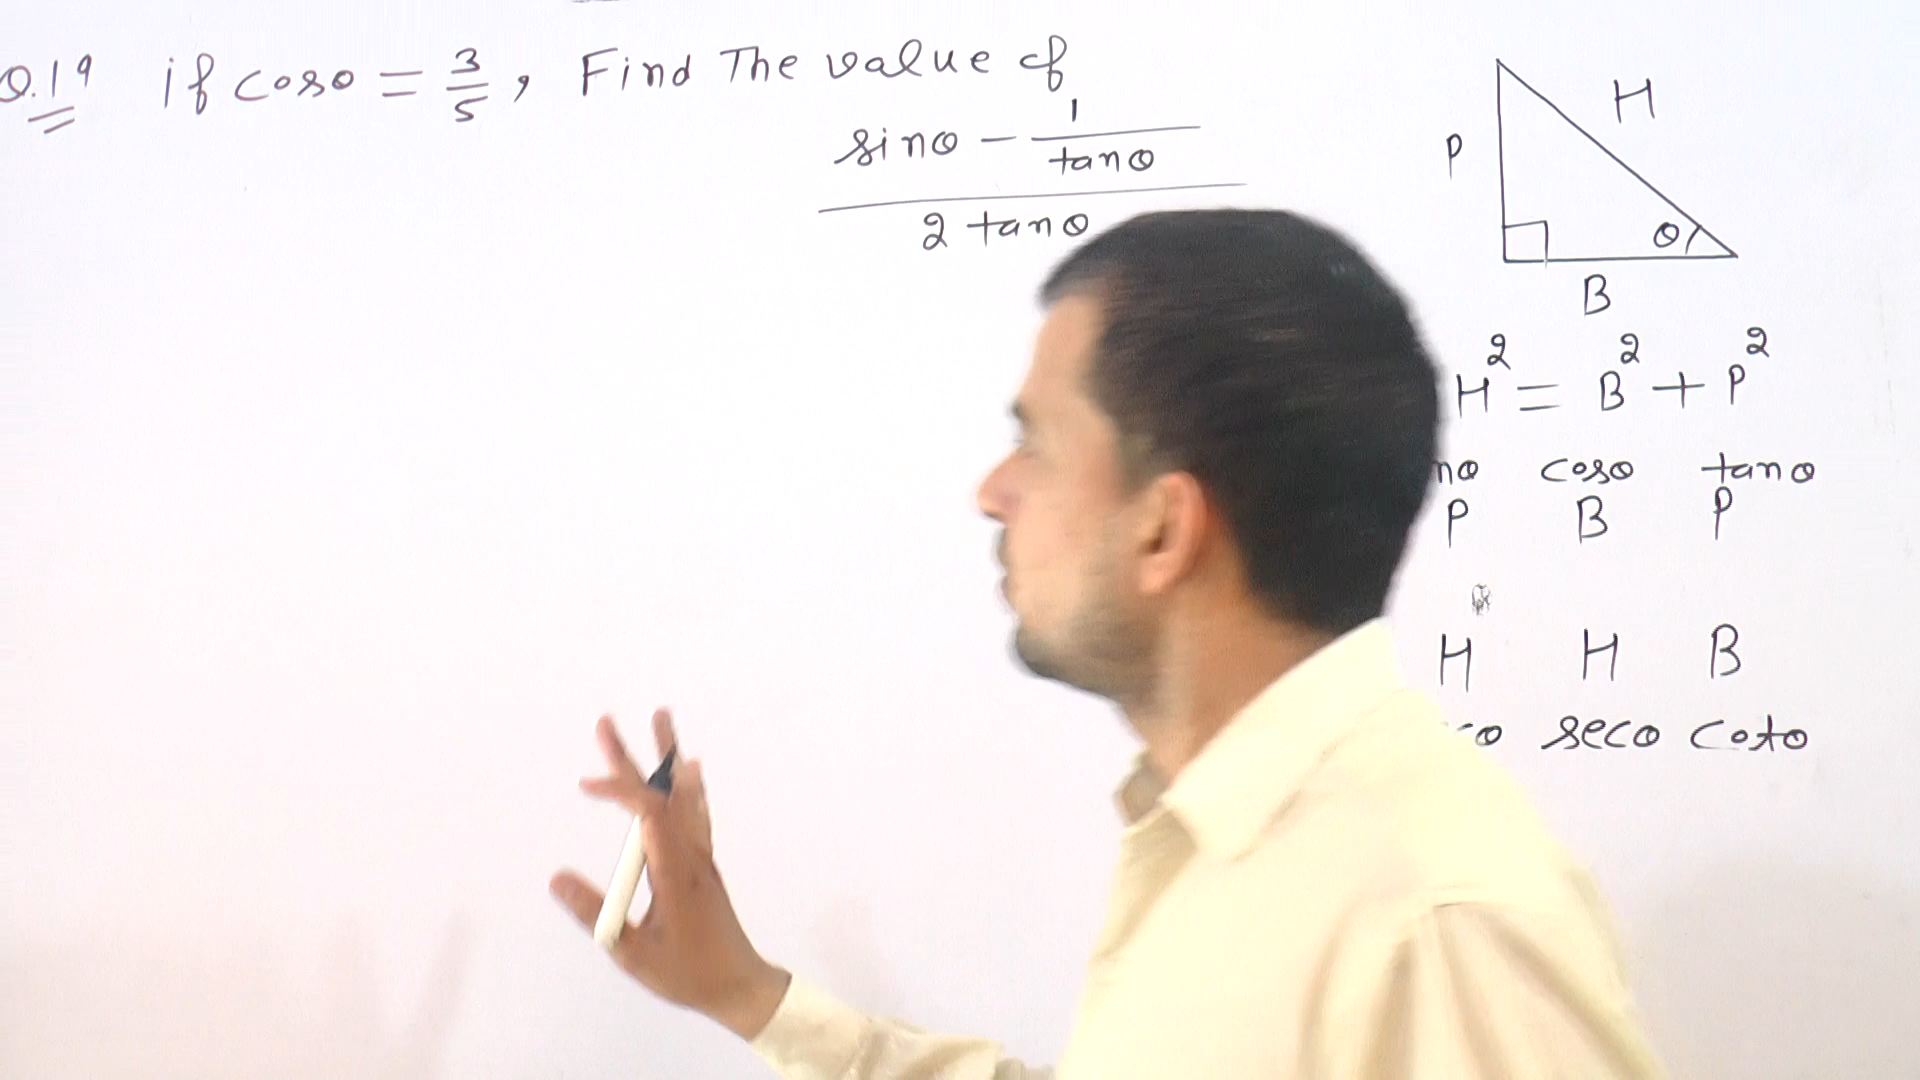 Q.19 if cosθ = 3/5, Find The value of
sinθ - 1/tanθ
2 tanθ
P H
θ
B
H² = B² + P²
cosθ tanθ
P B P
H H B
secθ cotθ